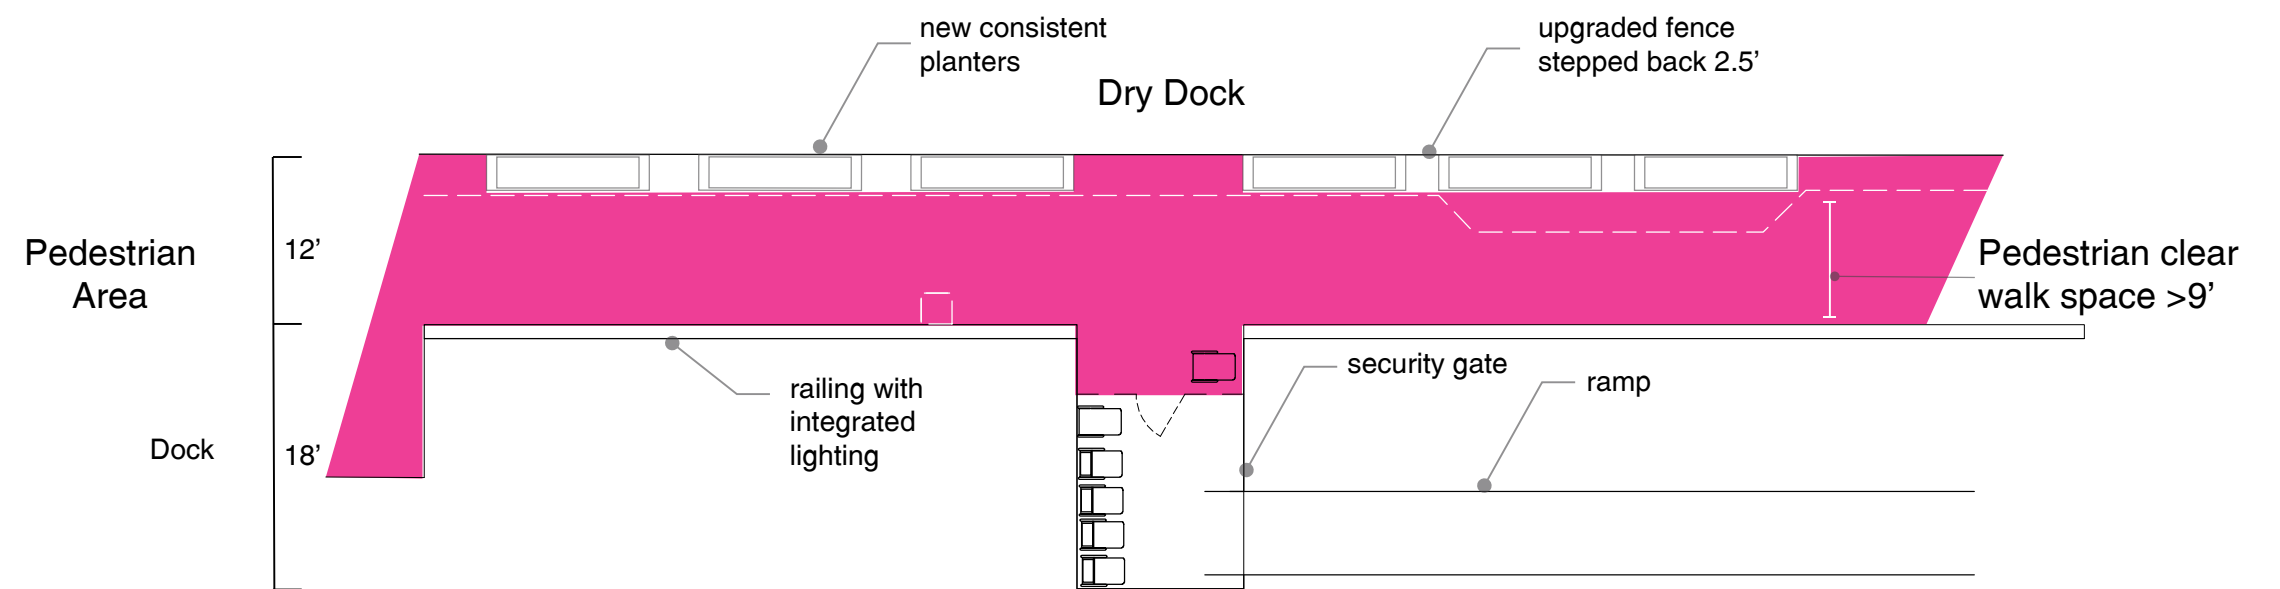 new consistent
planters
upgraded fence
stepped back 2.5’
Dry Dock
Pedestrian
Area
12’
Pedestrian clear
walk space >9’
railing with
integrated
lighting
security gate
ramp
Dock
18’